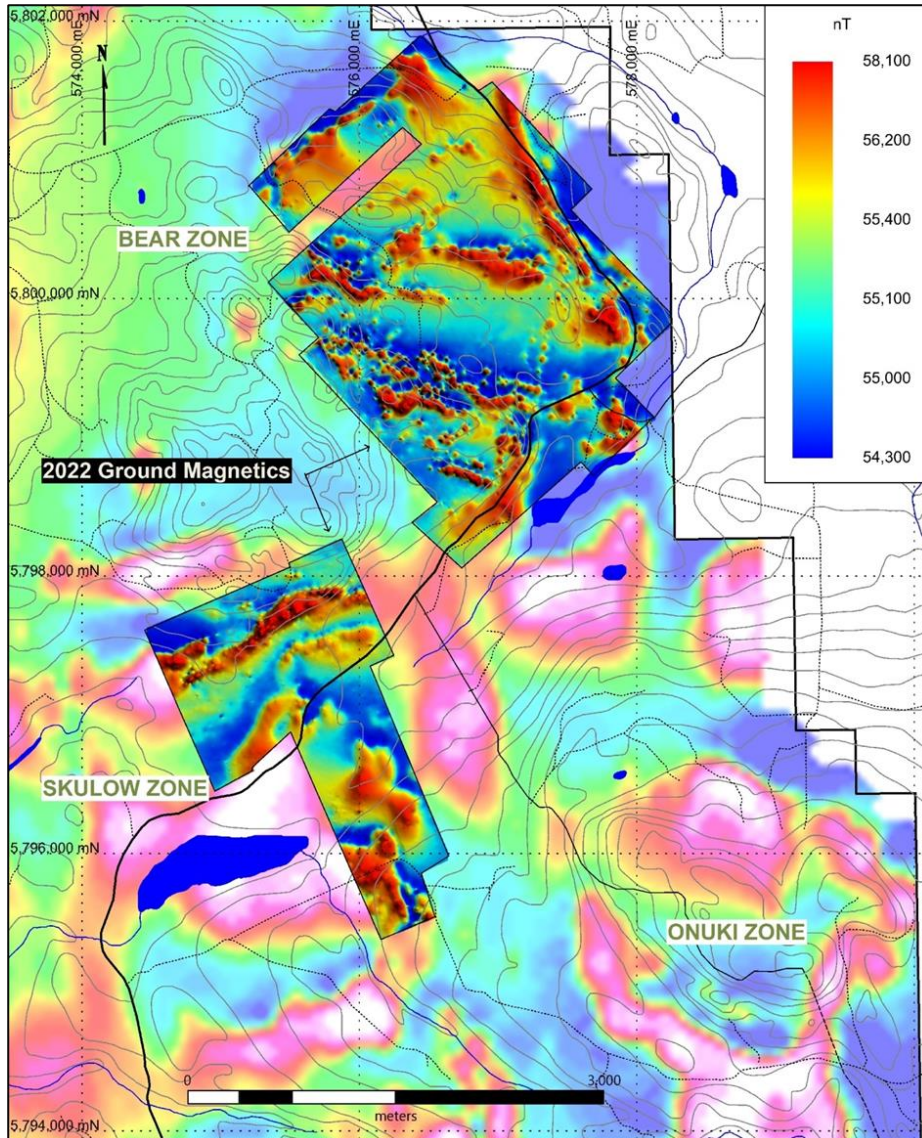 5,802,000 mN
574,000 mE
576,000 mE
578,000 mE
N
nT
58,100
56,200
55,400
55,100
55,000
54,300
BEAR ZONE
5,800,000 mN
2022 Ground Magnetics
5,798,000 mN
SKULOW ZONE
5,796,000 mN
ONUKI ZONE
0
3,000
meters
5,794,000 mN